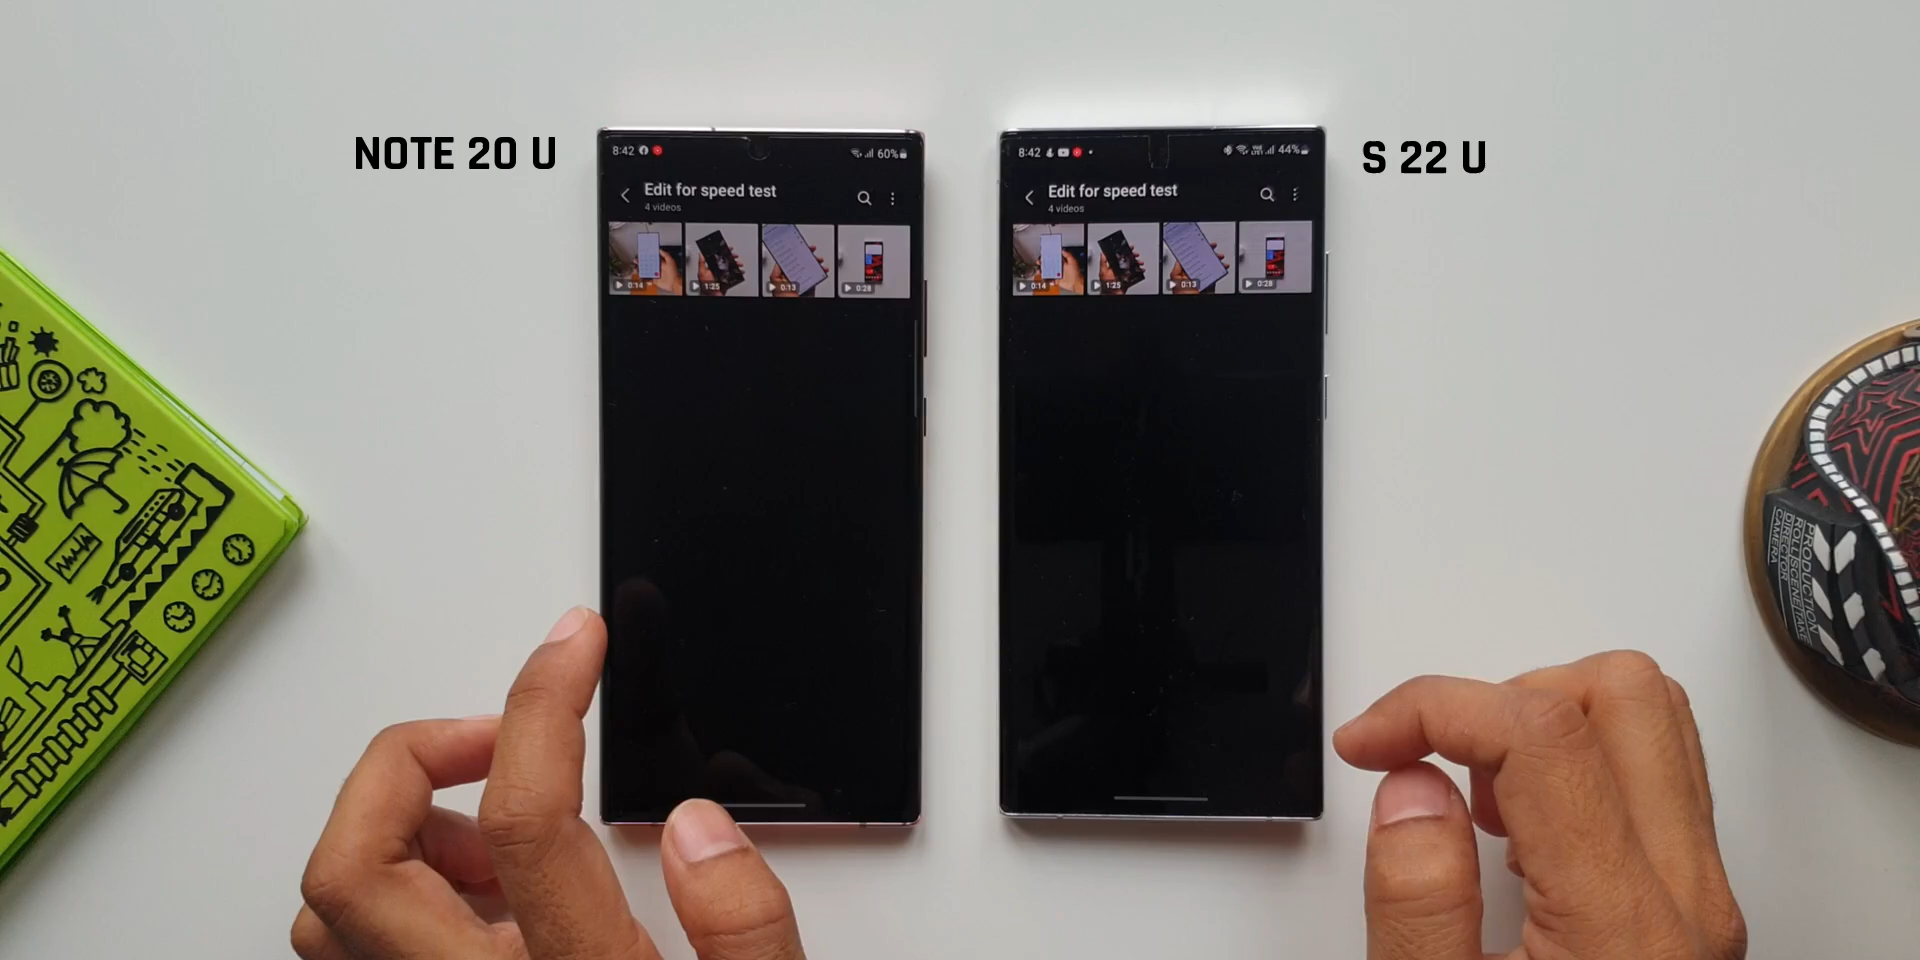 NOTE 20 U
S 22 U
8:42
60%
Edit for speed test
4 videos
0:14
1:25
0:13
0:28
8:42
44%
Edit for speed test
4 videos
0:14
1:25
0:13
0:28
PRODUCTION
ROLL SCENE TAKE
DIRECTOR
CAMERA